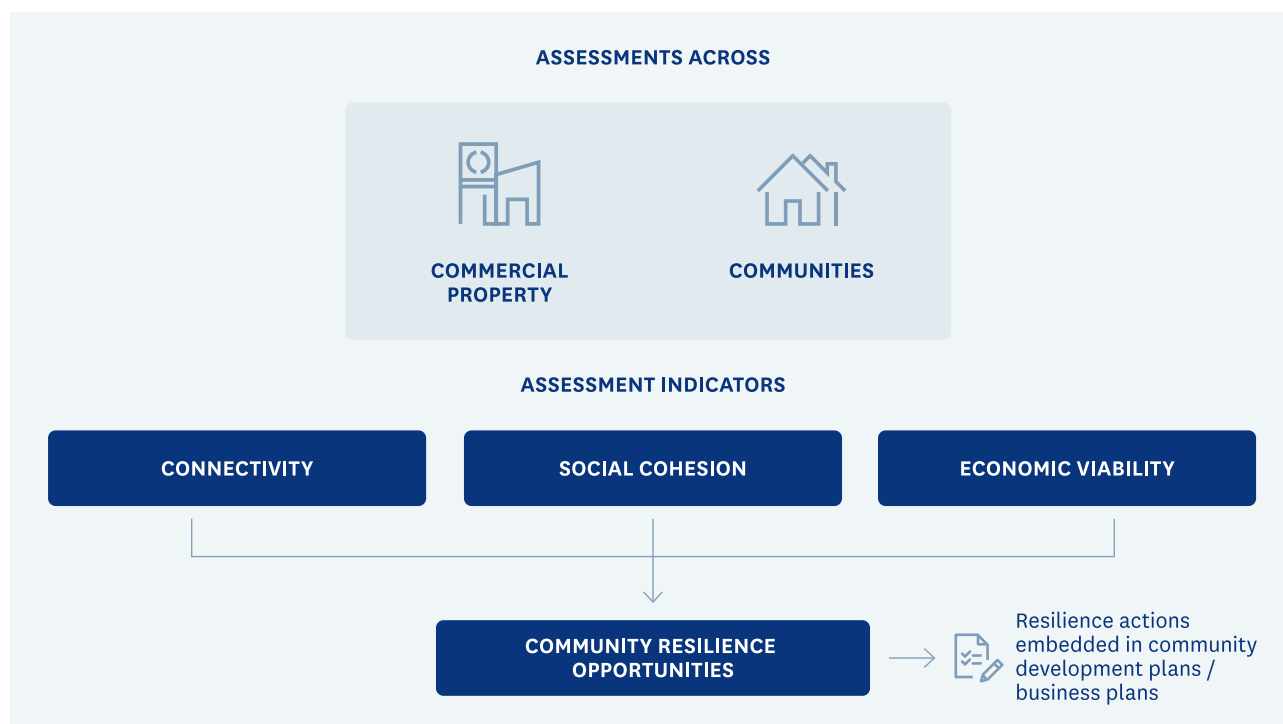 ASSESSMENTS ACROSS
COMMERCIAL
PROPERTY
COMMUNITIES
ASSESSMENT INDICATORS
CONNECTIVITY
SOCIAL COHESION
ECONOMIC VIABILITY
COMMUNITY RESILIENCE
OPPORTUNITIES
Resilience actions
embedded in community
development plans /
business plans